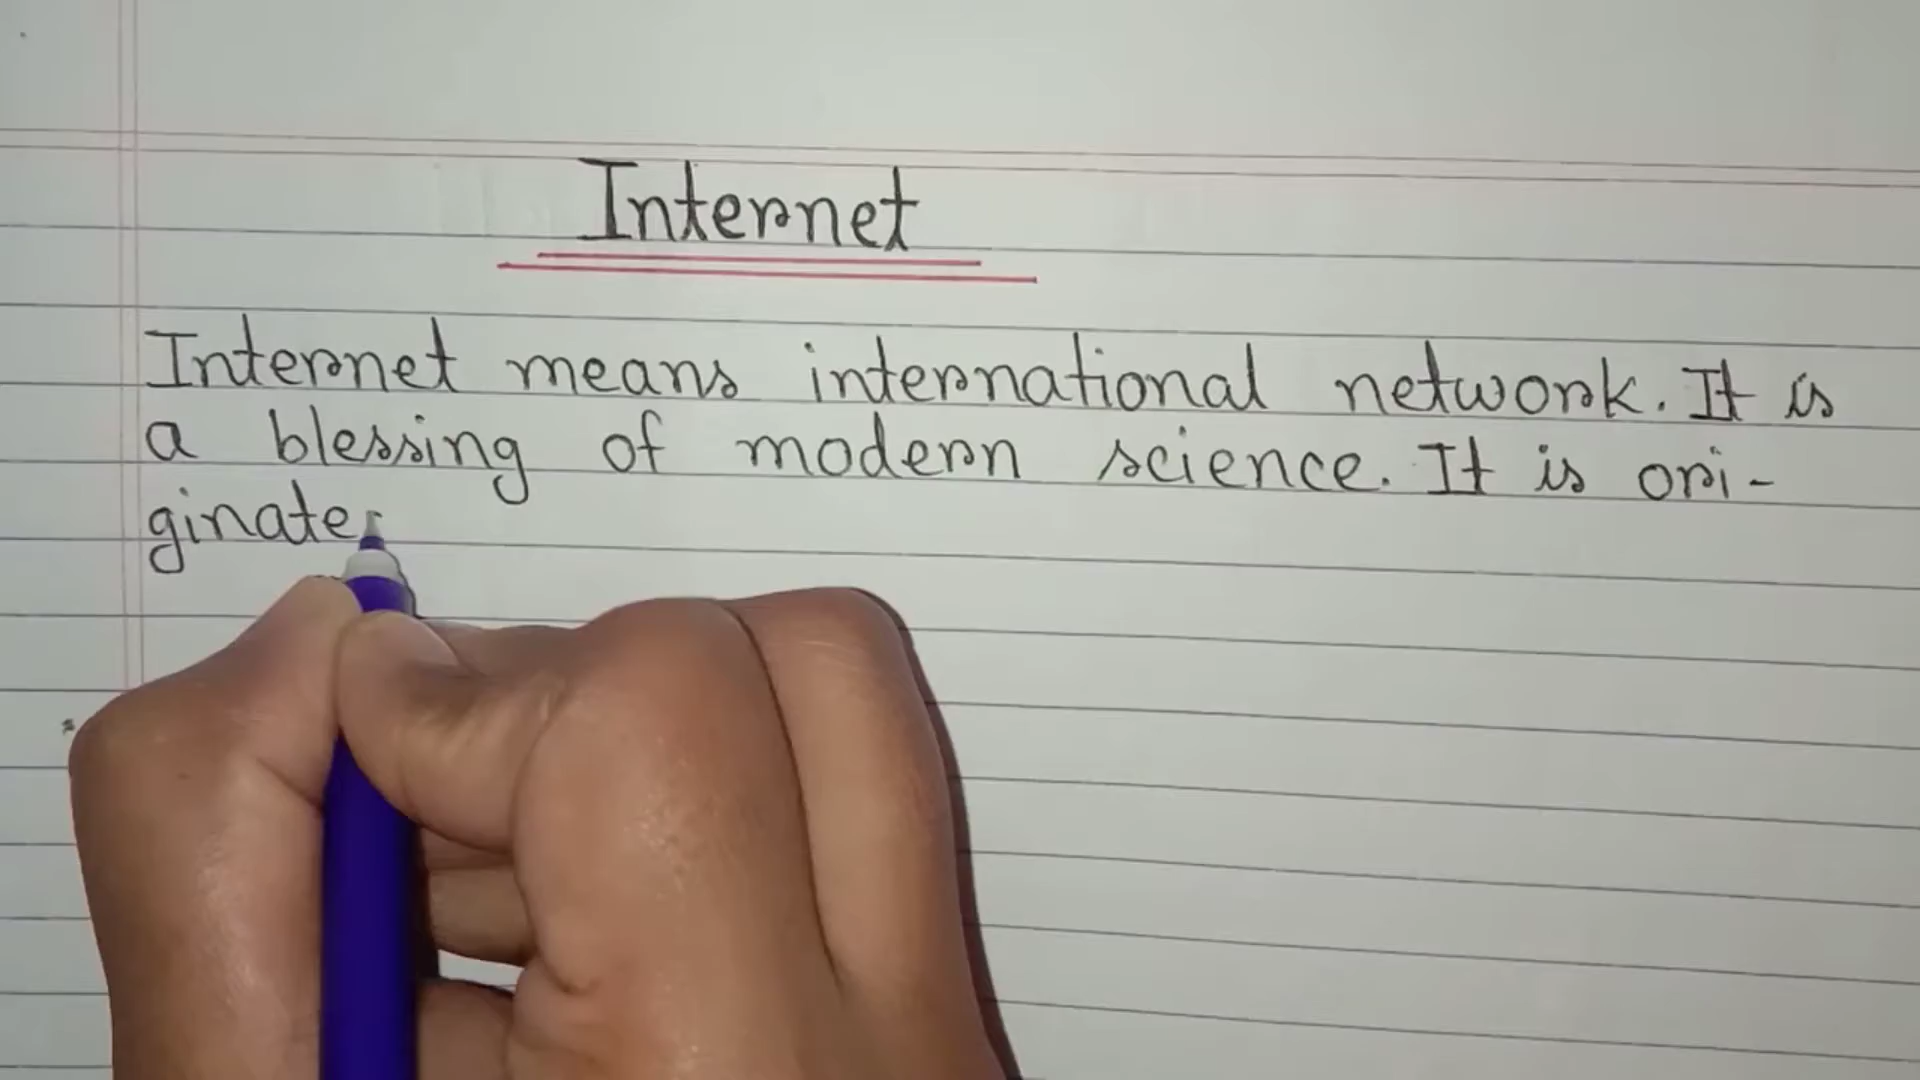 Internet
Internet means international network. It is
a blessing of modern science. It is ori-
ginate